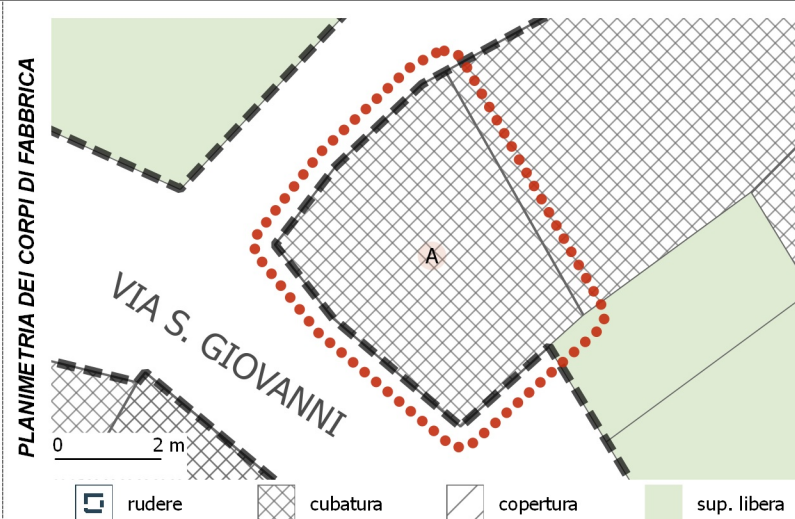 PLANIMETRIA DEI CORPI DI FABBRICA
A
VIA S. GIOVANNI
0 2 m
rudere cubatura copertura sup. libera